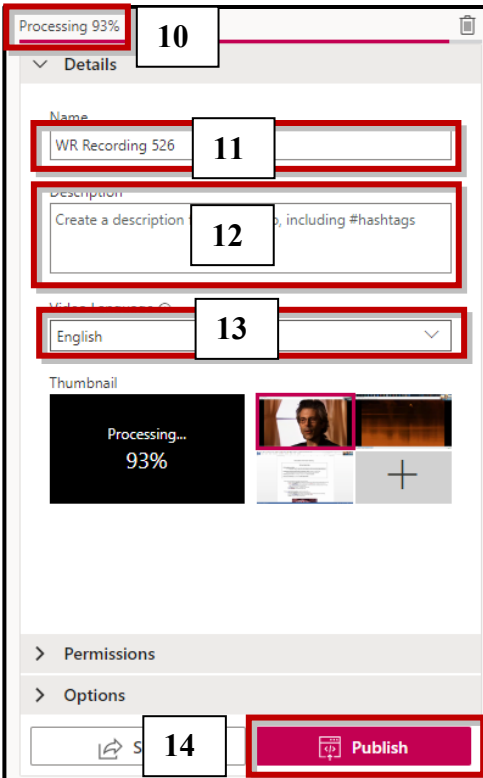 Processing 93%
10
Details
Name
WR Recording 526
11
Description
Create a description 12 , including #hashtags
Video Language
English
13
Thumbnail
Processing...
93%
Permissions
Options
14
Publish